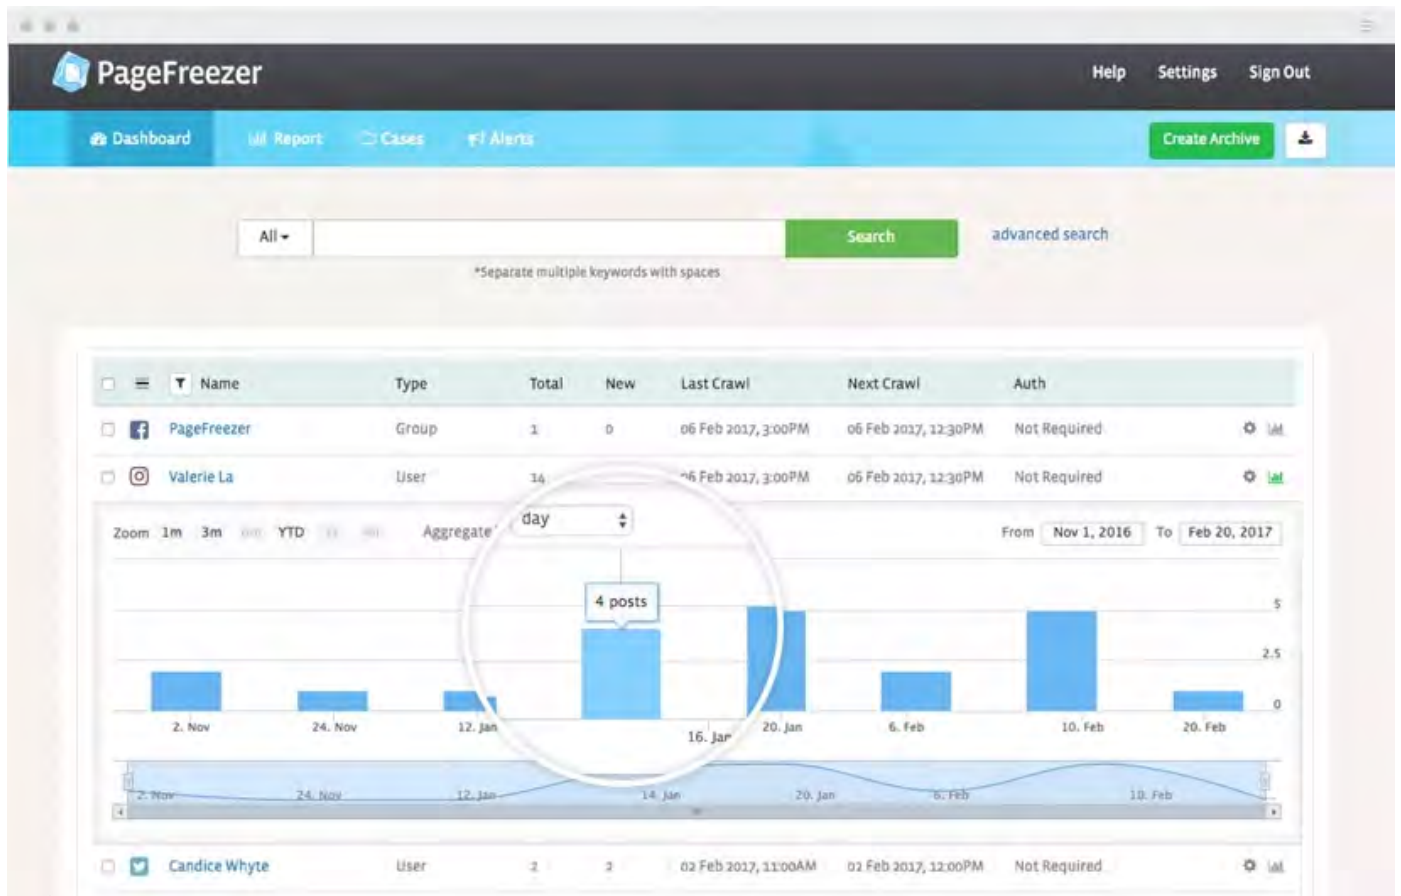 PageFreezer
Help Settings Sign Out
Dashboard Report Cases Alerts Create Archive
All Search advanced search
*Separate multiple keywords with spaces
Name Type Total New Last Crawl Next Crawl Auth
PageFreezer Group 1 0 06 Feb 2017, 3:00PM 06 Feb 2017, 12:30PM Not Required
Valerie La User 14 06 Feb 2017, 3:00PM 06 Feb 2017, 12:30PM Not Required
Zoom 1m 3m YTD Aggregate day From Nov 1, 2016 To Feb 20, 2017
4 posts
5
2.5
0
2. Nov 24. Nov 12. Jan 16. Jan 20. Jan 6. Feb 10. Feb 20. Feb
2. Nov 24. Nov 12. Jan 14. Jan 20. Jan 6. Feb 10. Feb
Candice Whyte User 2 2 02 Feb 2017, 11:00AM 02 Feb 2017, 12:00PM Not Required